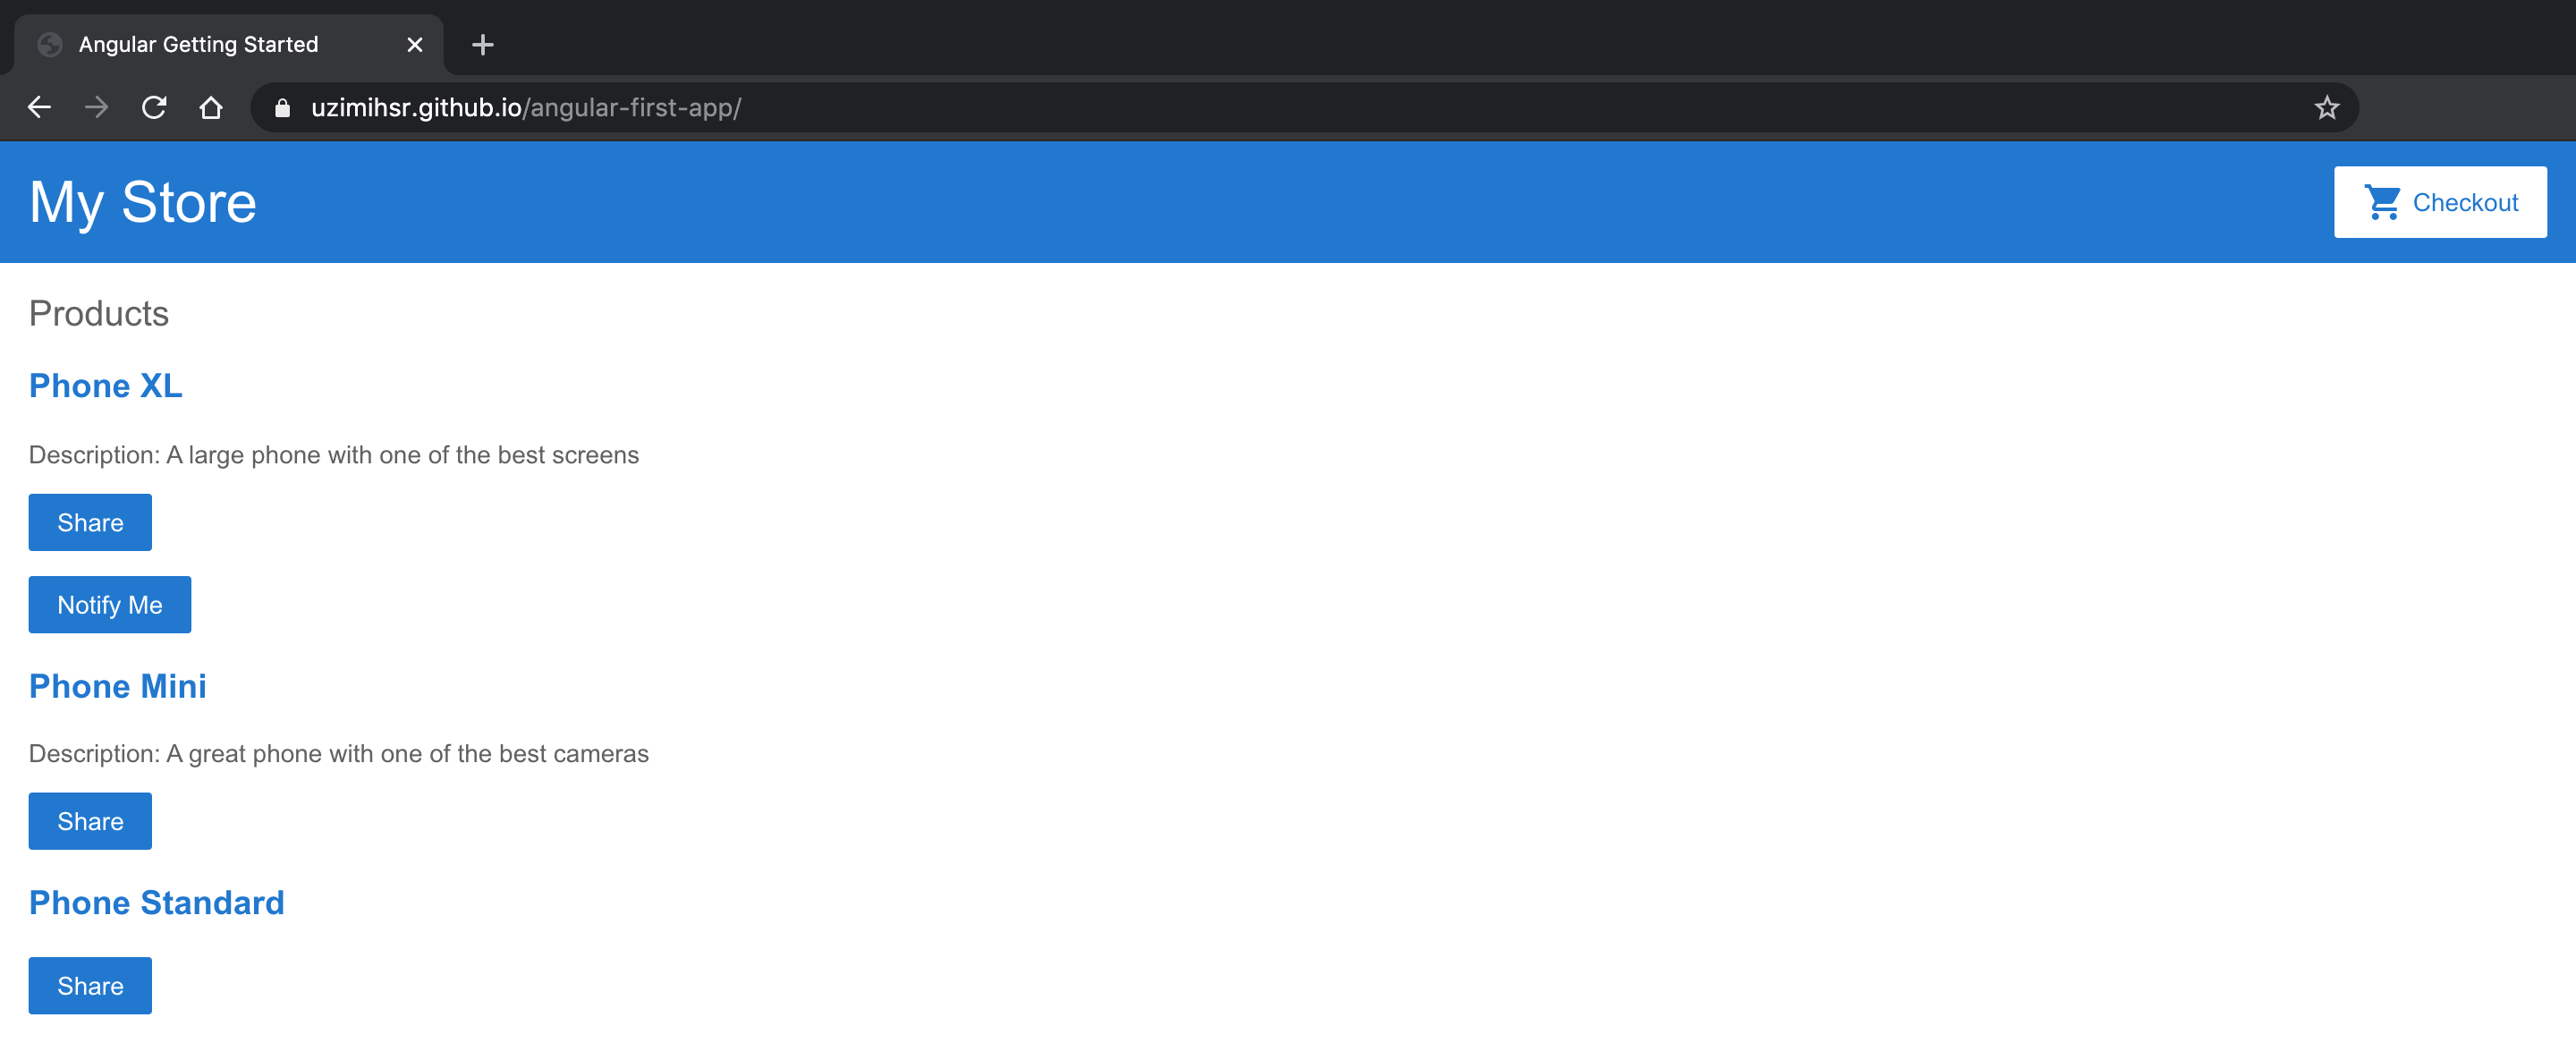 Angular Getting Started
uzimihsr.github.io/angular-first-app/
My Store
Checkout
Products
Phone XL
Description: A large phone with one of the best screens
Share
Notify Me
Phone Mini
Description: A great phone with one of the best cameras
Share
Phone Standard
Share